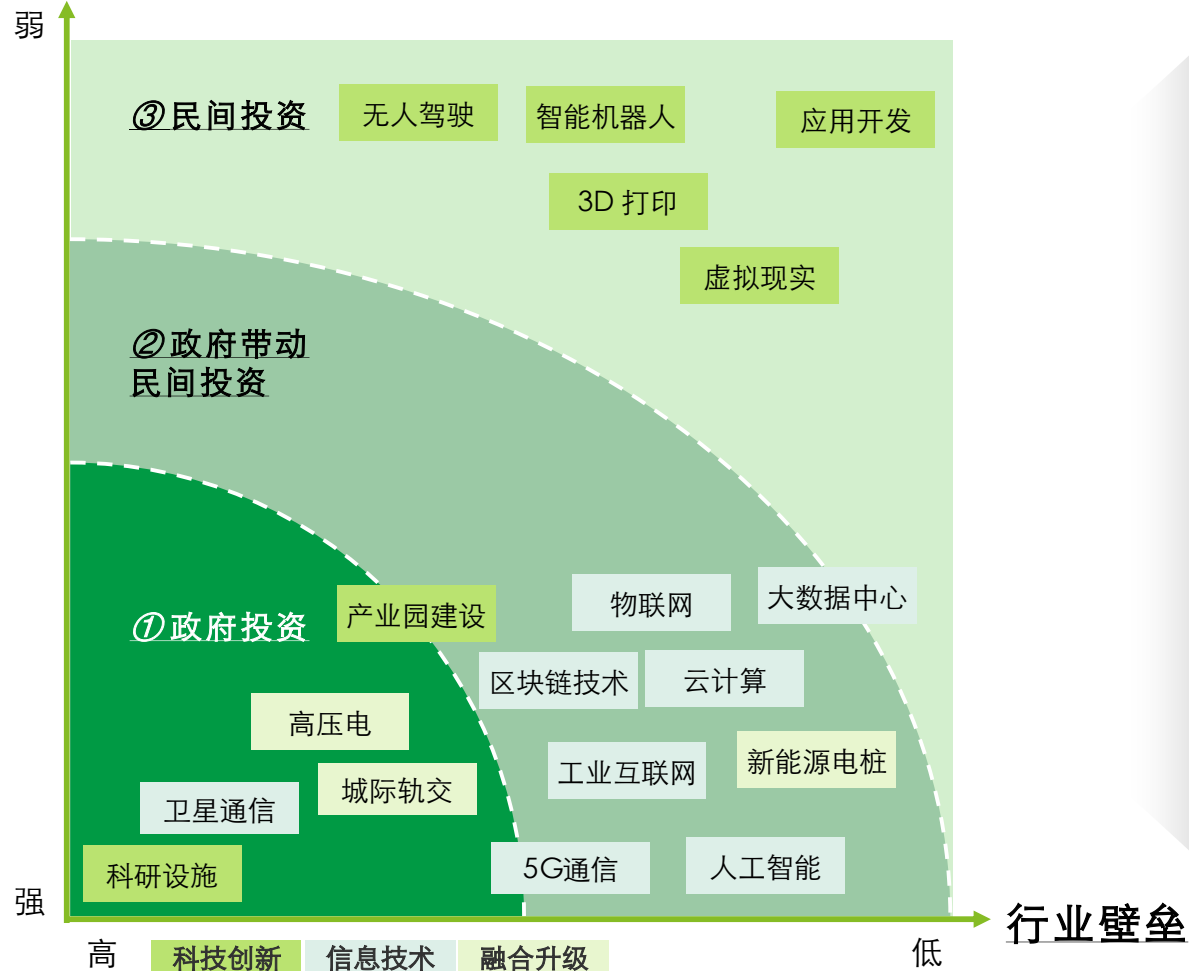 弱
③民间投资
无人驾驶
智能机器人
应用开发
3D 打印
虚拟现实
②政府带动
民间投资
①政府投资
产业园建设
物联网
大数据中心
区块链技术
云计算
高压电
工业互联网
新能源电桩
城际轨交
卫星通信
5G通信
人工智能
科研设施
强
行业壁垒
高
低
科技创新
信息技术
融合升级